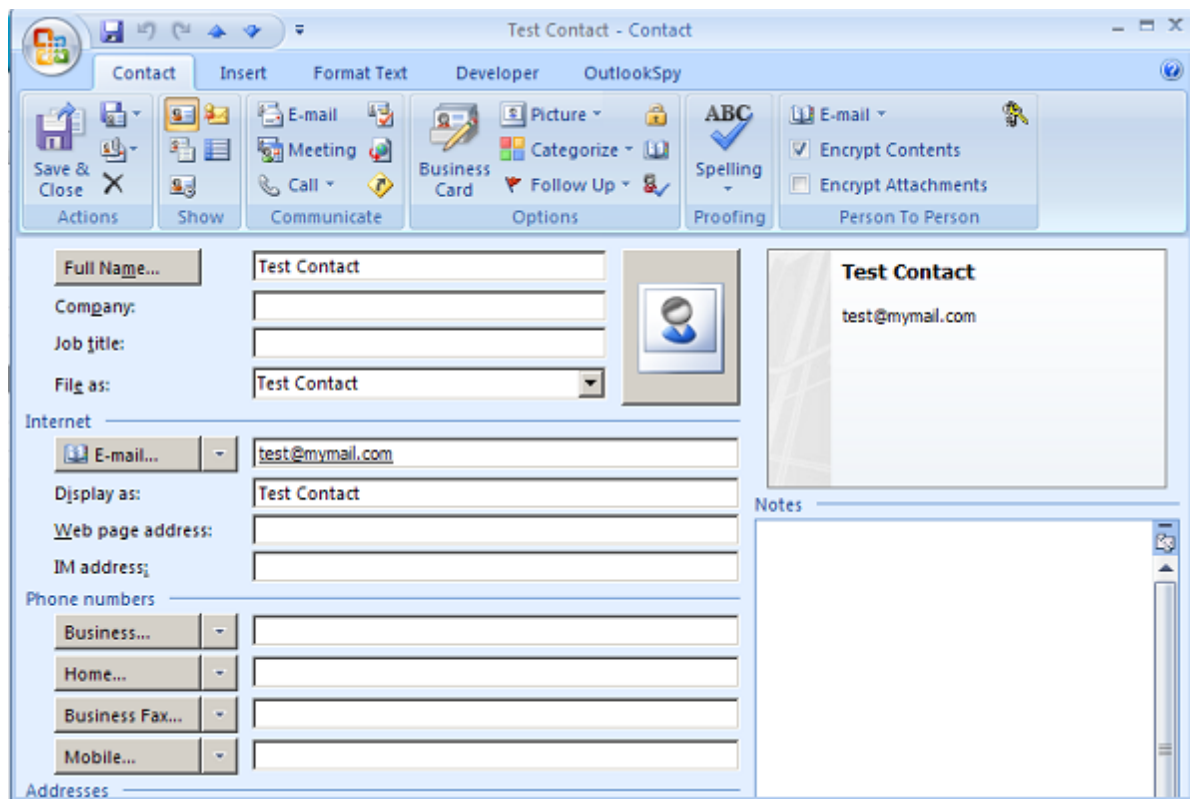 Test Contact - Contact
Contact Insert Format Text Developer OutlookSpy
Save & Close
Actions
Show
E-mail
Meeting
Call
Communicate
Business Card
Picture
Categorize
Follow Up
Options
ABC
Spelling
Proofing
E-mail
Encrypt Contents
Encrypt Attachments
Person To Person
Full Name... Test Contact
Company:
Job title:
File as: Test Contact
Internet
E-mail... test@mymail.com
Display as: Test Contact
Web page address:
IM address:
Phone numbers
Business...
Home...
Business Fax...
Mobile...
Addresses
Test Contact
test@mymail.com
Notes